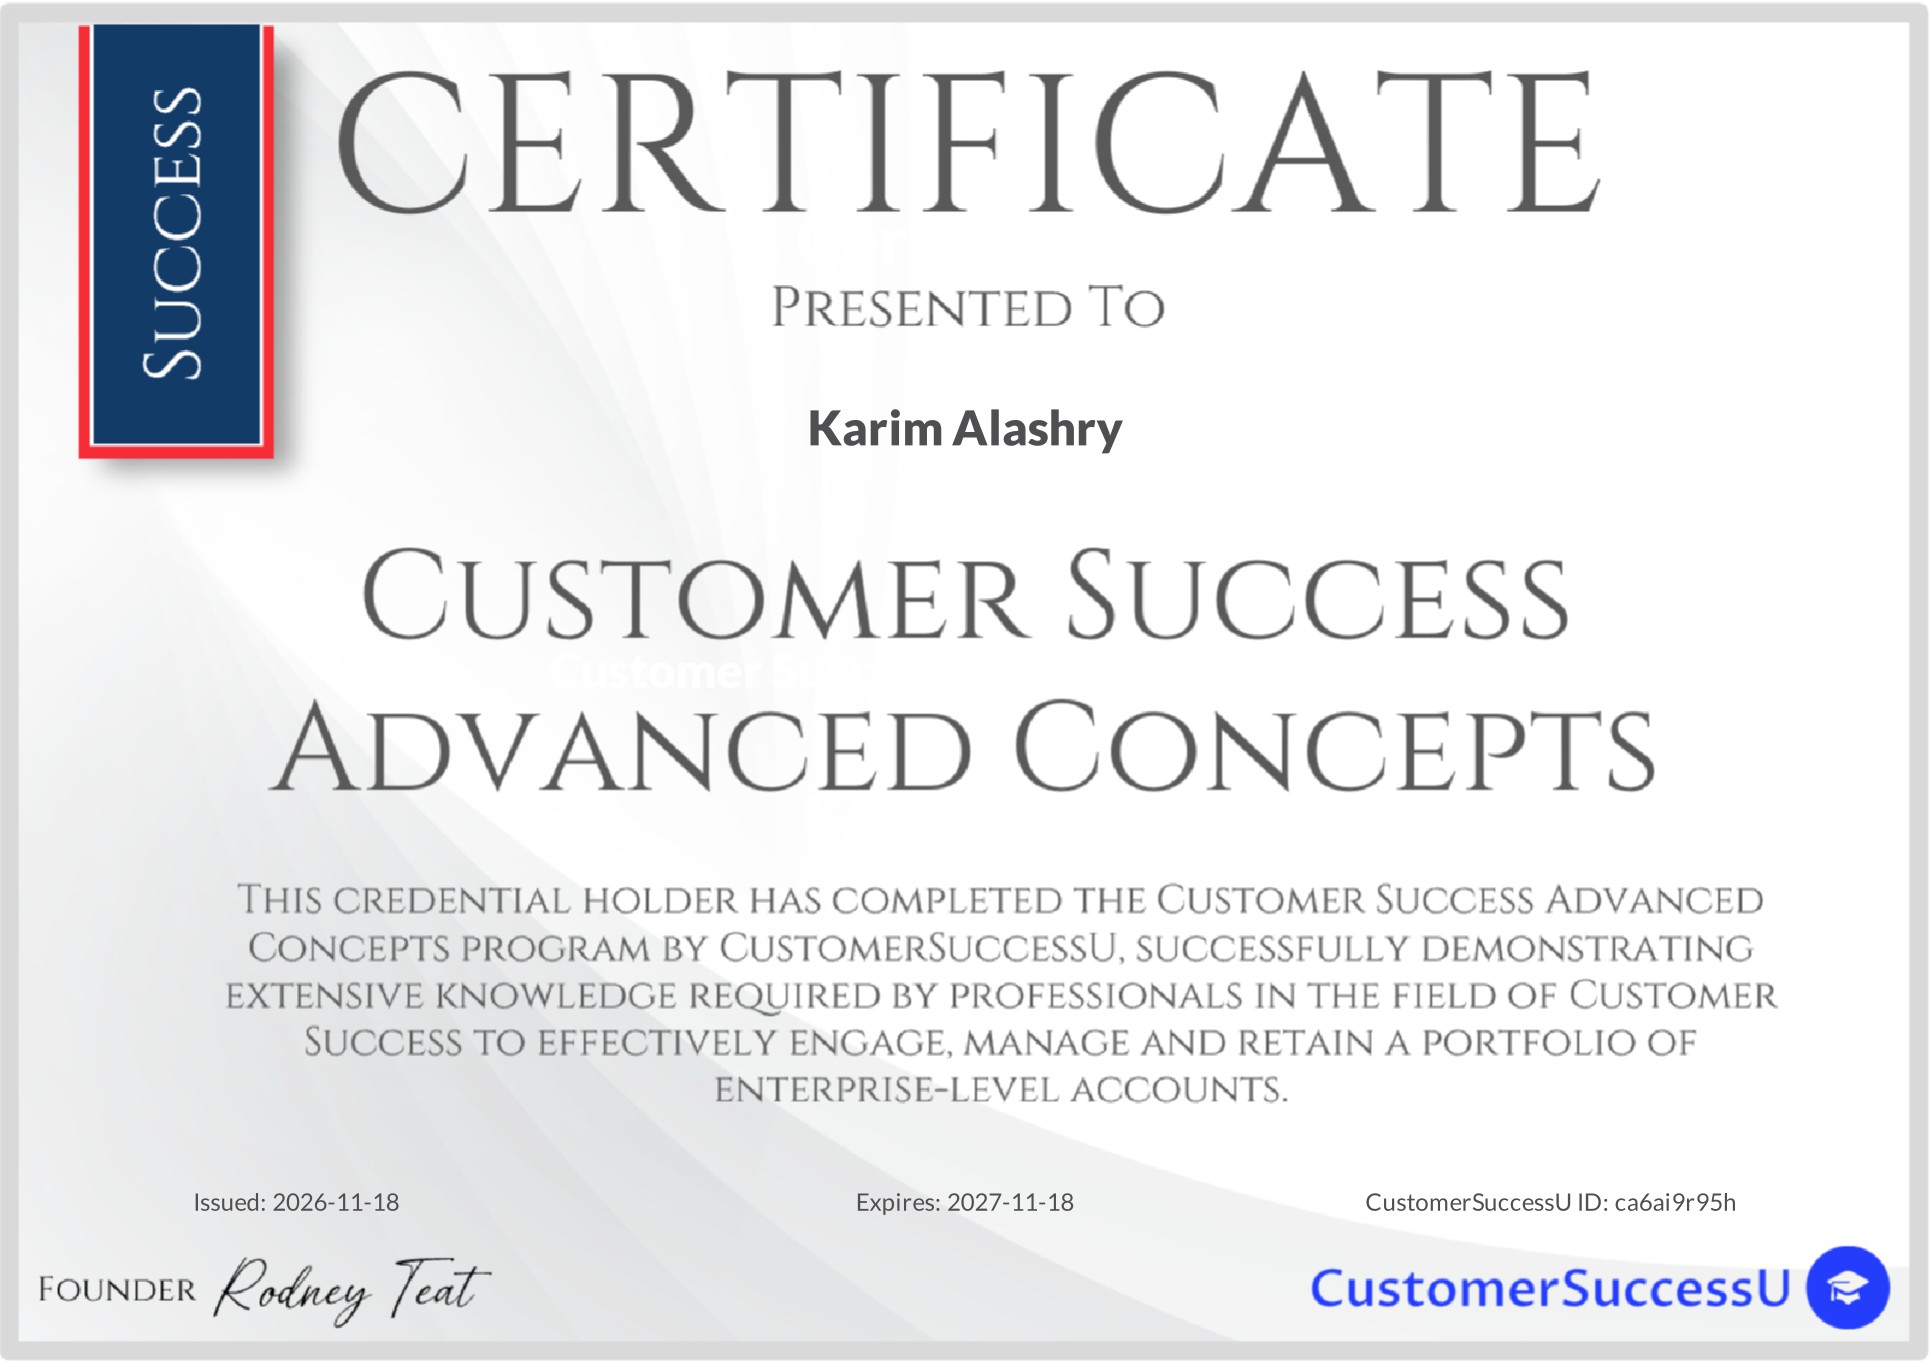 SUCCESS
CERTIFICATE
PRESENTED TO
Karim Alashry
CUSTOMER SUCCESS
Customer Succ
ADVANCED CONCEPTS
THIS CREDENTIAL HOLDER HAS COMPLETED THE CUSTOMER SUCCESS ADVANCED
CONCEPTS PROGRAM BY CUSTOMERSUCCESSU, SUCCESSFULLY DEMONSTRATING
EXTENSIVE KNOWLEDGE REQUIRED BY PROFESSIONALS IN THE FIELD OF CUSTOMER
SUCCESS TO EFFECTIVELY ENGAGE, MANAGE AND RETAIN A PORTFOLIO OF
ENTERPRISE-LEVEL ACCOUNTS.
Issued: 2026-11-18 Expires: 2027-11-18 CustomerSuccessU ID: ca6ai9r95h
FOUNDER Rodney Teat CustomerSuccessU